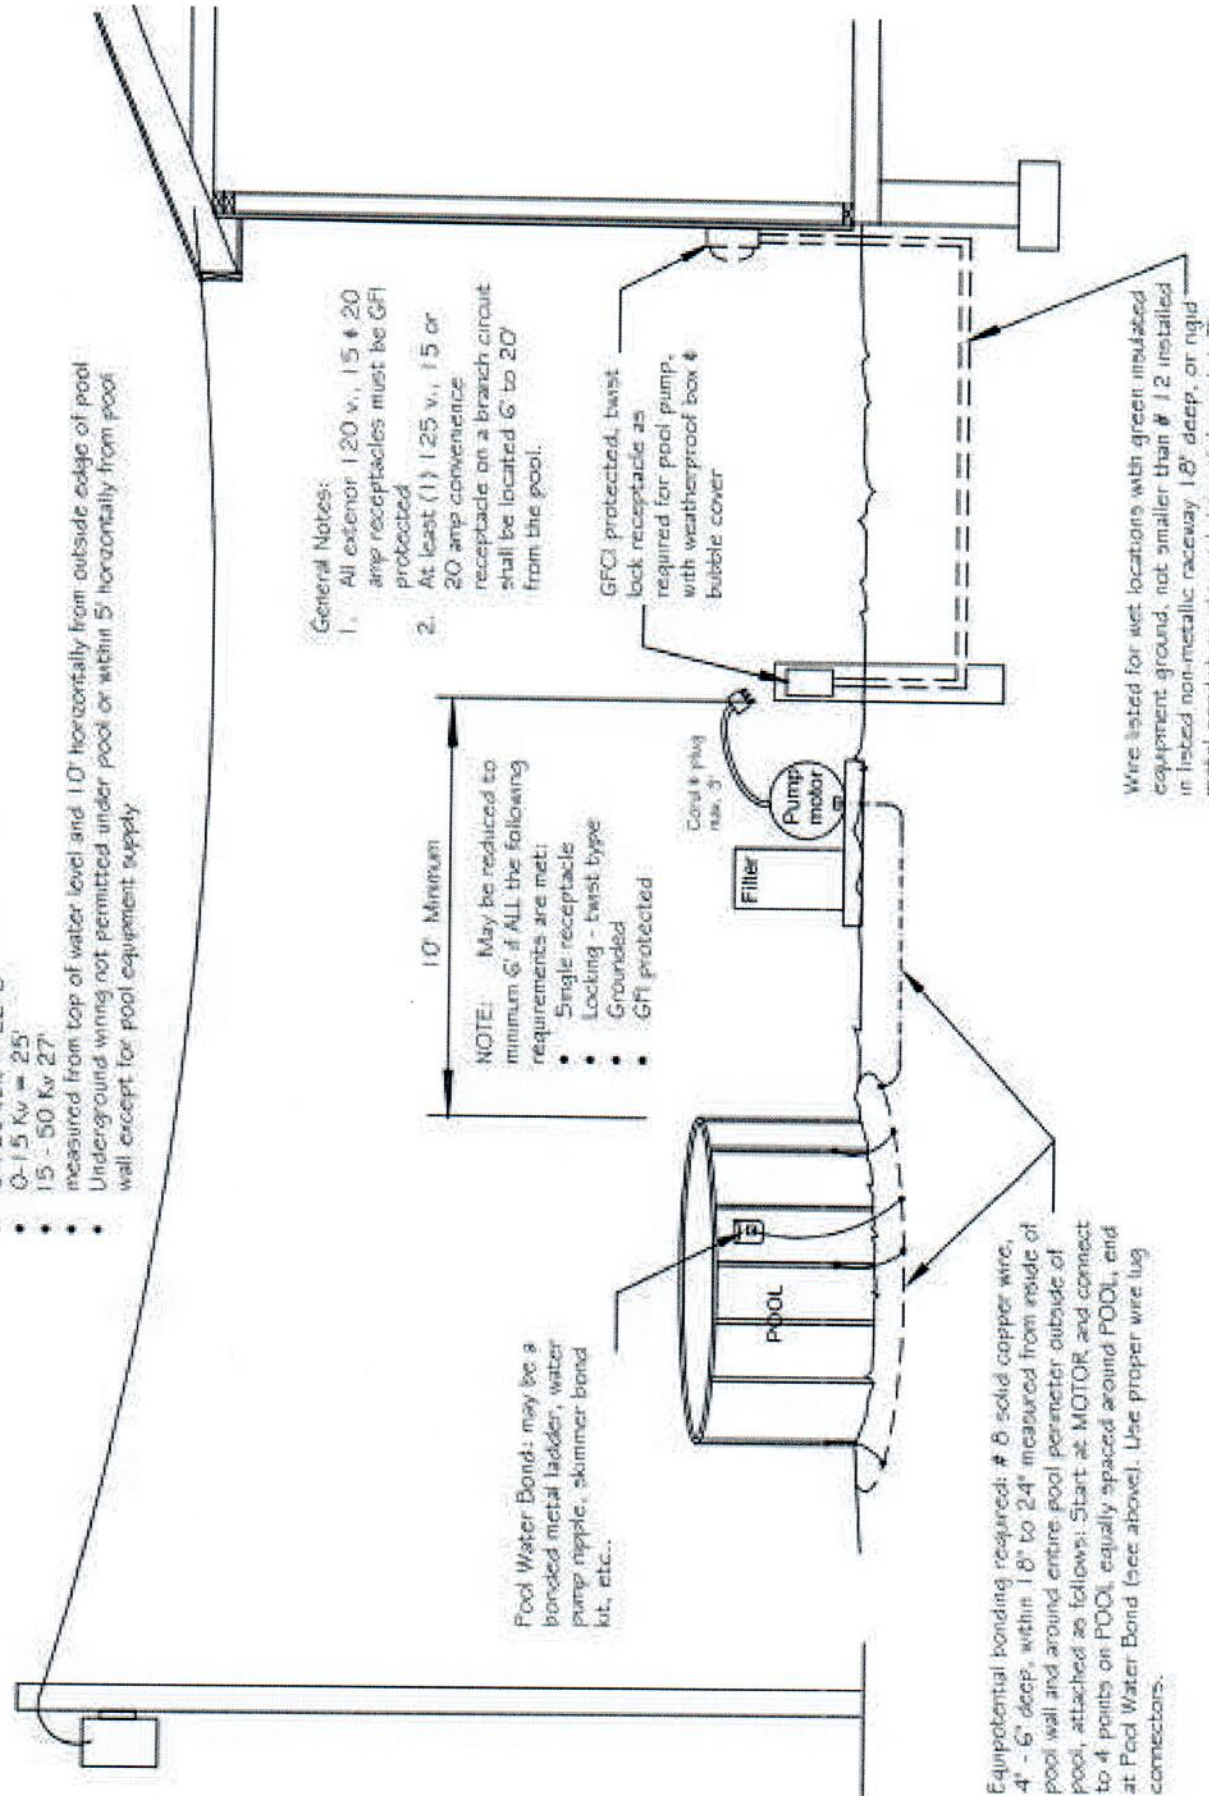 • 0-15 Kv = 25'
• 15 - 50 Kv 27'
• measured from top of water level and 10' horizontally from outside edge of pool
• Underground wiring not permitted under pool or within 5' horizontally from pool
wall except for pool equipment supply
General Notes:
1. All exterior 120 v., 15 & 20
amp receptacles must be GFI
protected
2. At least (1) 125 v., 15 or
20 amp convenience
receptacle on a branch circuit
shall be located 6' to 20'
from the pool.
10' Minimum
NOTE: May be reduced to
minimum 6' if ALL the following
requirements are met:
• Single receptacle
• Locking - twist type
• Grounded
• GFI protected
GFCI protected, twist
lock receptacle as
required for pool pump,
with weatherproof box &
bubble cover
Cord & plug
max. 3'
Pump
motor
Filter
Pool Water Bond: may be a
bonded metal ladder, water
pump nipple, skimmer bond
kit, etc..
POOL
Equipotential bonding required: # 8 solid copper wire,
4" - 6" deep, within 18" to 24" measured from inside of
pool wall and around entire pool perimeter outside of
pool, attached as follows: Start at MOTOR and connect
to 4 points on POOL equally spaced around POOL, end
at Pool Water Bond (see above). Use proper wire lug
connectors.
Wire listed for wet locations with green insulated
equipment ground, not smaller than # 12 installed
in listed non-metallic raceway 18" deep, or rigid